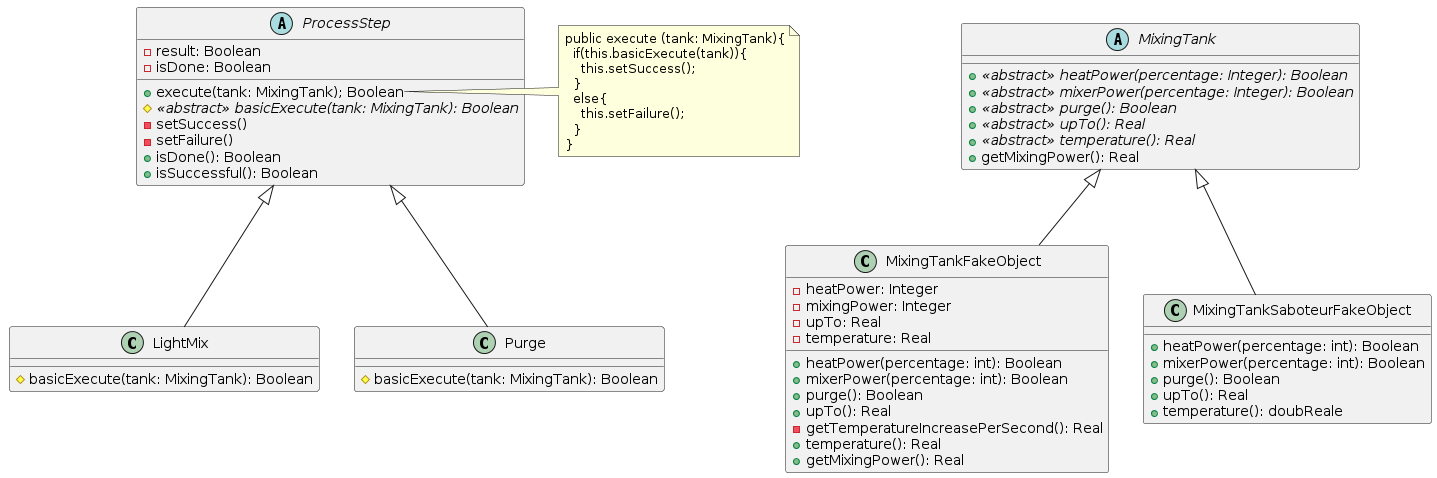 A ProcessStep
result: Boolean
isDone: Boolean
execute(tank: MixingTank); Boolean
«abstract» basicExecute(tank: MixingTank): Boolean
setSuccess()
setFailure()
isDone(): Boolean
isSuccessful(): Boolean
public execute (tank: MixingTank){
if(this.basicExecute(tank)){
this.setSuccess();
}
else{
this.setFailure();
}
}
A MixingTank
«abstract» heatPower(percentage: Integer): Boolean
«abstract» mixerPower(percentage: Integer): Boolean
«abstract» purge(): Boolean
«abstract» upTo(): Real
«abstract» temperature(): Real
getMixingPower(): Real
C LightMix
basicExecute(tank: MixingTank): Boolean
C Purge
basicExecute(tank: MixingTank): Boolean
C MixingTankFakeObject
heatPower: Integer
mixingPower: Integer
upTo: Real
temperature: Real
heatPower(percentage: int): Boolean
mixerPower(percentage: int): Boolean
purge(): Boolean
upTo(): Real
getTemperatureIncreasePerSecond(): Real
temperature(): Real
getMixingPower(): Real
C MixingTankSaboteurFakeObject
heatPower(percentage: int): Boolean
mixerPower(percentage: int): Boolean
purge(): Boolean
upTo(): Real
temperature(): doubReale